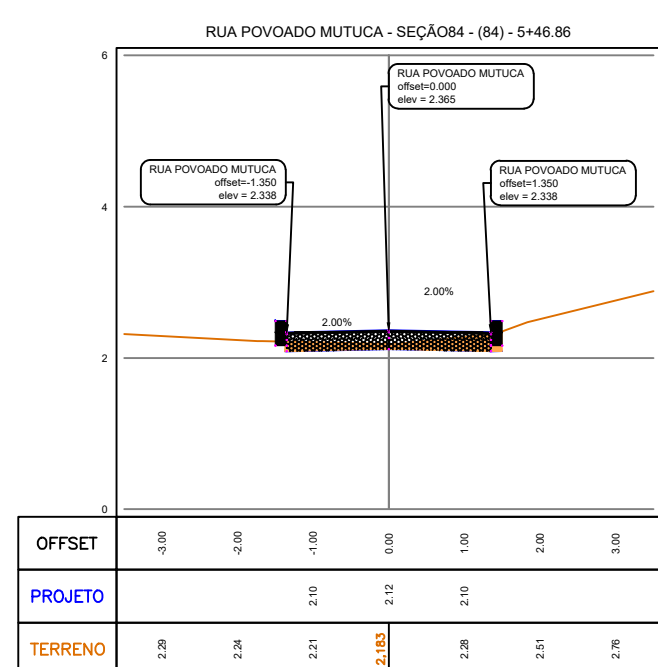 RUA POVOADO MUTUCA - SEÇÃO84 - (84) - 5+46.86
6
RUA POVOADO MUTUCA
offset=0.000
elev = 2.365
RUA POVOADO MUTUCA
offset=-1.350
elev = 2.338
RUA POVOADO MUTUCA
offset=1.350
elev = 2.338
4
2.00%
2.00%
2
0
OFFSET -3.00 -2.00 -1.00 0.00 1.00 2.00 3.00
PROJETO 2.10 2.12 2.10
TERRENO 2.29 2.24 2.21 2,183 2.28 2.51 2.76